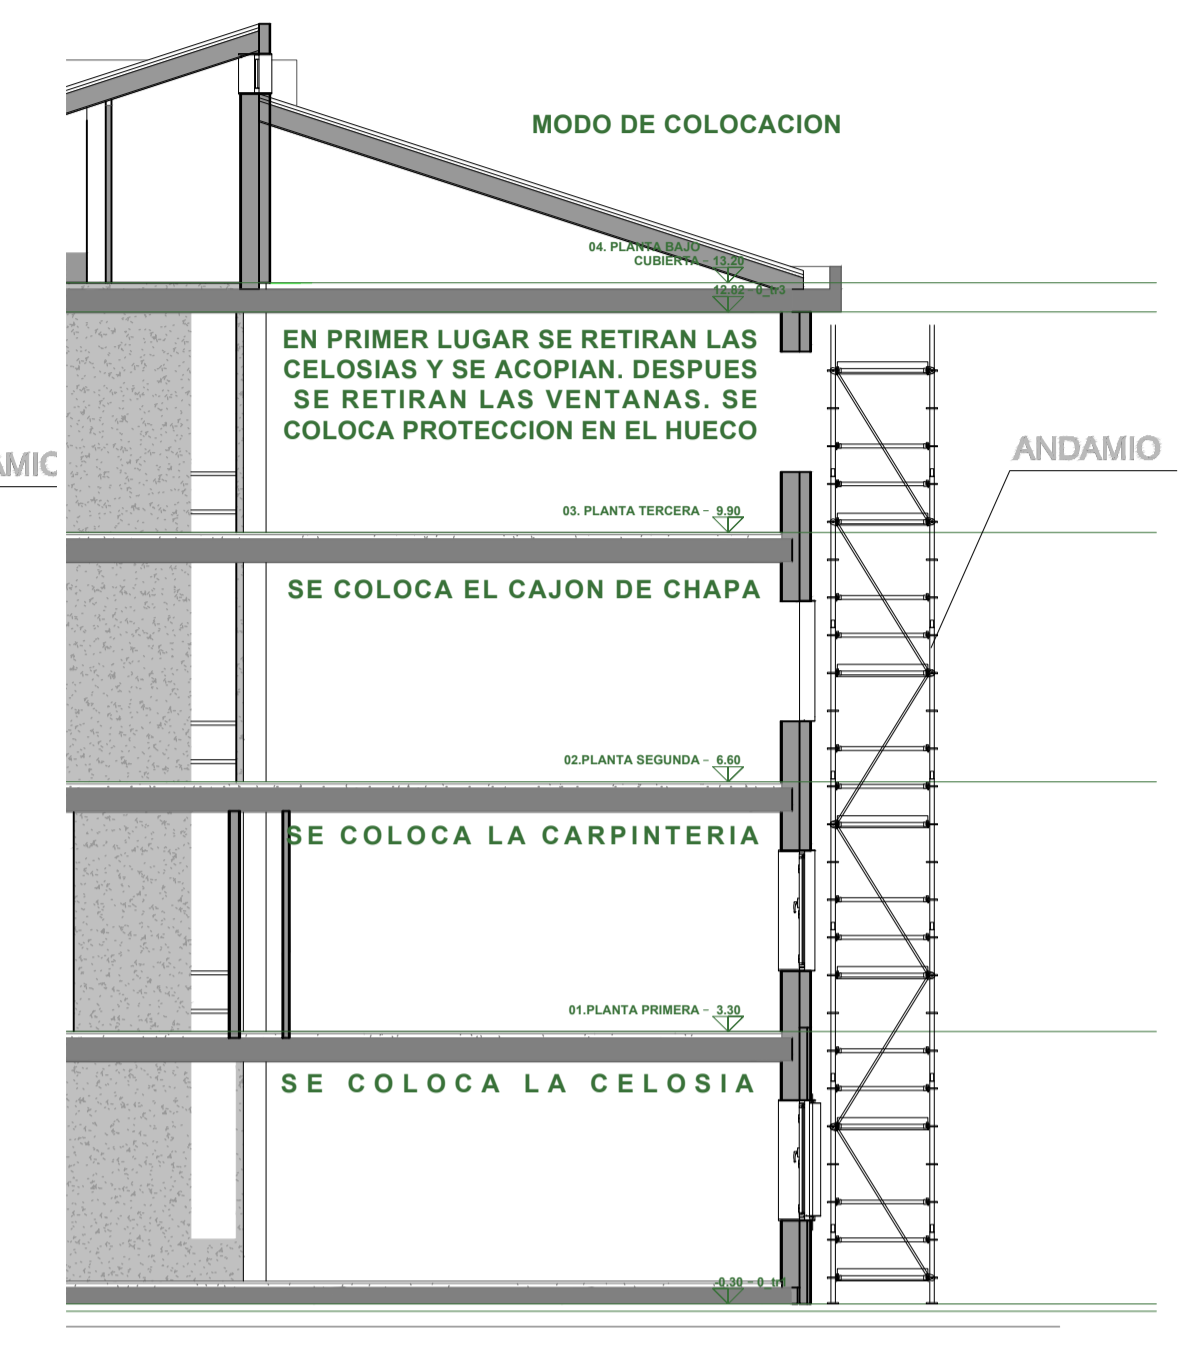 MODO DE COLOCACION
04. PLANTA BAJO
CUBIERTA - 13.20
12.82 - 0_tr3
EN PRIMER LUGAR SE RETIRAN LAS
CELOSIAS Y SE ACOPIAN. DESPUES
SE RETIRAN LAS VENTANAS. SE
COLOCA PROTECCION EN EL HUECO
ANDAMIO
03. PLANTA TERCERA - 9.90
SE COLOCA EL CAJON DE CHAPA
02.PLANTA SEGUNDA - 6.60
SE COLOCA LA CARPINTERIA
01.PLANTA PRIMERA - 3.30
SE COLOCA LA CELOSIA